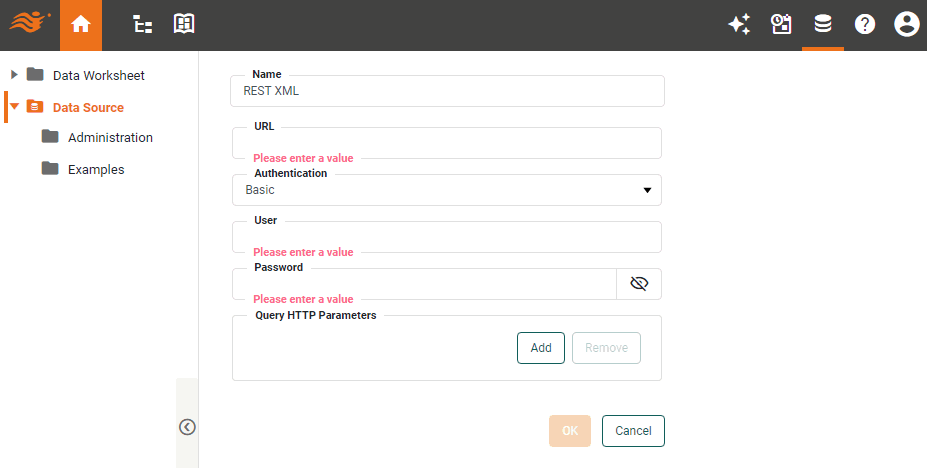 Data Worksheet
Data Source
Administration
Examples
Name
REST XML
URL
Please enter a value
Authentication
Basic
User
Please enter a value
Password
Please enter a value
Query HTTP Parameters
Add
Remove
OK
Cancel